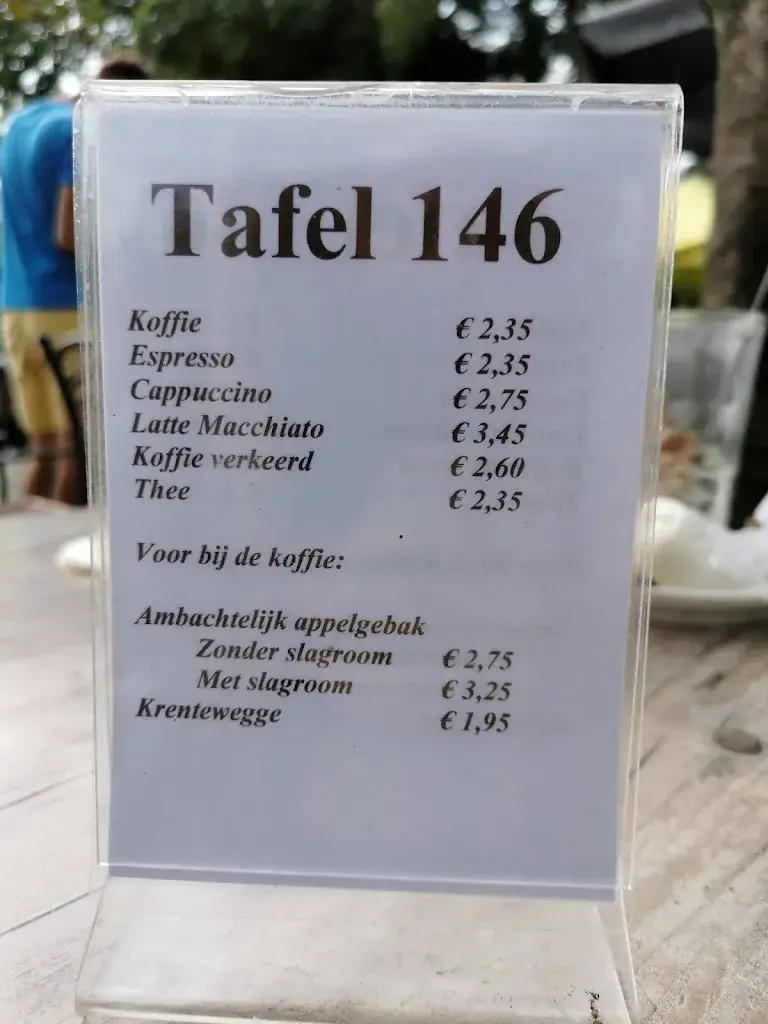 Tafel 146
Koffie € 2,35
Espresso € 2,35
Cappuccino € 2,75
Latte Macchiato € 3,45
Koffie verkeerd € 2,60
Thee € 2,35
Voor bij de koffie:
Ambachtelijk appelgebak
Zonder slagroom € 2,75
Met slagroom € 3,25
Krentewegge € 1,95